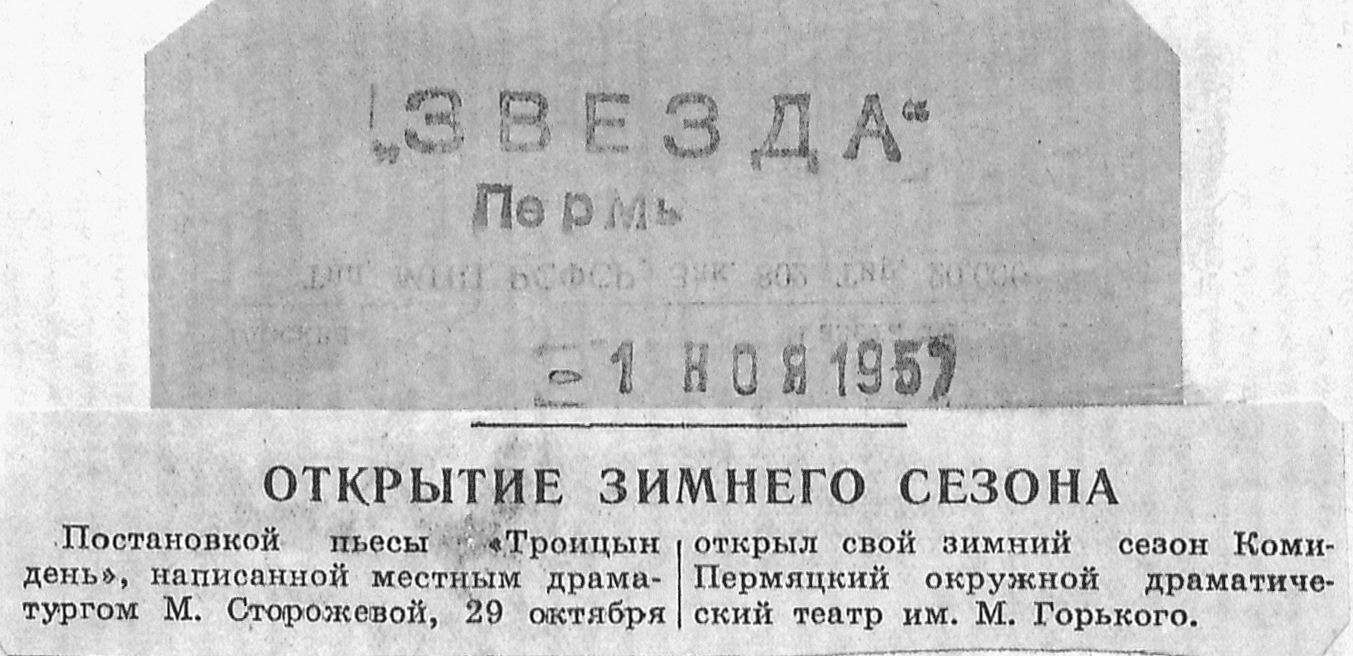 „ЗВЕЗДА“
Пермь
– 1 НОЯ 1957
ОТКРЫТИЕ ЗИМНЕГО СЕЗОНА
Постановкой пьесы «Троицын
день», написанной местным драма-
тургом М. Сторожевой, 29 октября
открыл свой зимний сезон Коми-
Пермяцкий окружной драматиче-
ский театр им. М. Горького.